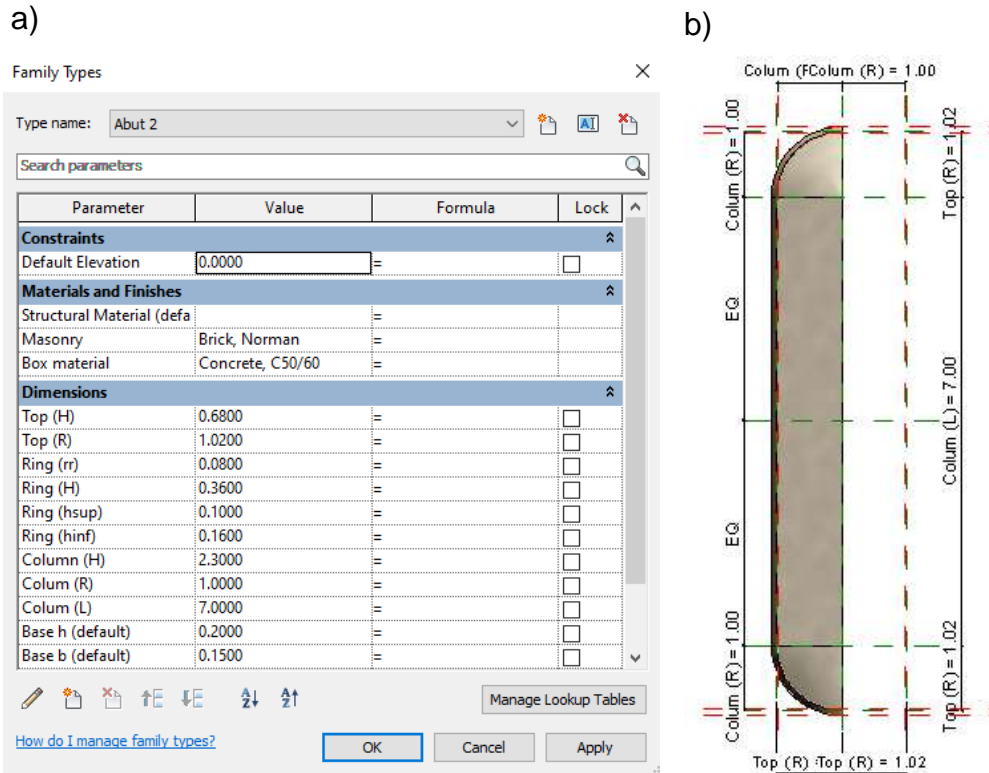 a)
b)
Family Types
Type name: Abut 2
Search parameters
Parameter Value Formula Lock
Constraints
Default Elevation 0.0000 =
Materials and Finishes
Structural Material (defa =
Masonry Brick, Norman =
Box material Concrete, C50/60 =
Dimensions
Top (H) 0.6800 =
Top (R) 1.0200 =
Ring (rr) 0.0800 =
Ring (H) 0.3600 =
Ring (hsup) 0.1000 =
Ring (hinf) 0.1600 =
Column (H) 2.3000 =
Colum (R) 1.0000 =
Colum (L) 7.0000 =
Base h (default) 0.2000 =
Base b (default) 0.1500 =
Manage Lookup Tables
How do I manage family types?
OK Cancel Apply
Colum (FColum (R) = 1.00
Colum (R) = 1.00
Top (R) = 1.02
EQ
Colum (L) = 7.00
EQ
Colum (R) = 1.00
Top (R) = 1.02
Top (R) :Top (R) = 1.02